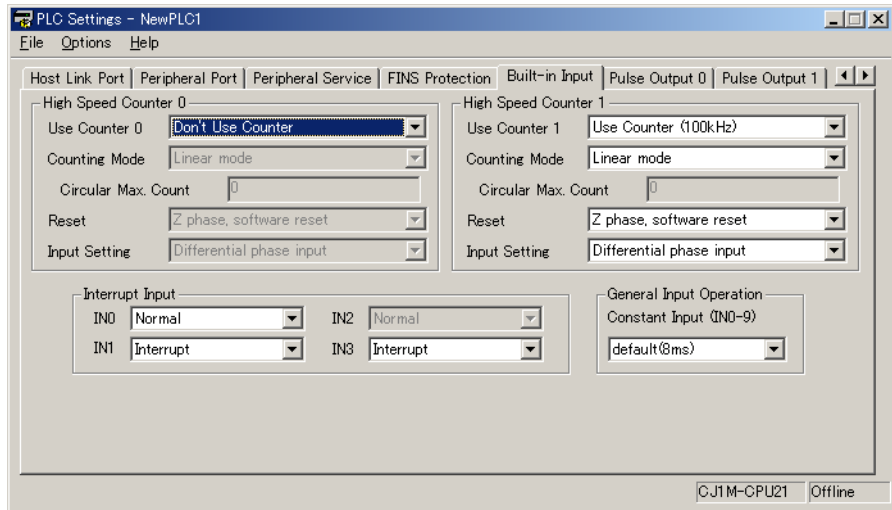 PLC Settings - NewPLC1
File Options Help
Host Link Port Peripheral Port Peripheral Service FINS Protection Built-in Input Pulse Output 0 Pulse Output 1
High Speed Counter 0
Use Counter 0 Don't Use Counter
Counting Mode Linear mode
Circular Max. Count 0
Reset Z phase, software reset
Input Setting Differential phase input
High Speed Counter 1
Use Counter 1 Use Counter (100kHz)
Counting Mode Linear mode
Circular Max. Count 0
Reset Z phase, software reset
Input Setting Differential phase input
Interrupt Input
IN0 Normal IN2 Normal
IN1 Interrupt IN3 Interrupt
General Input Operation
Constant Input (IN0-9)
default(8ms)
CJ1M-CPU21 Offline